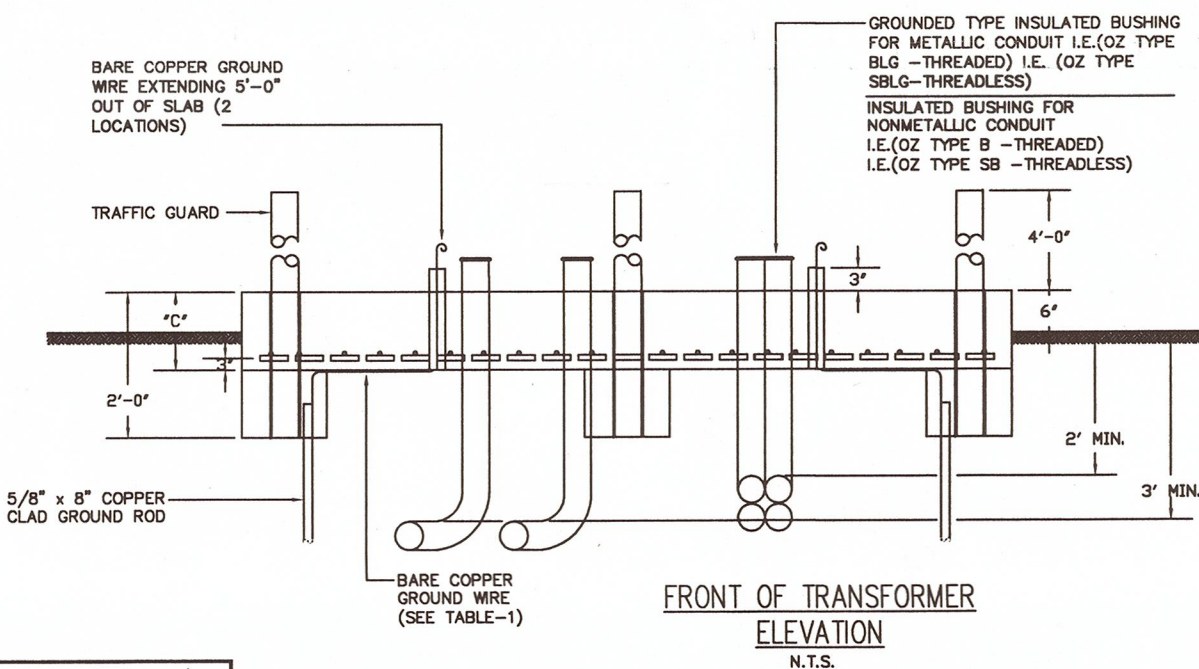 GROUNDED TYPE INSULATED BUSHING
FOR METALLIC CONDUIT I.E.(OZ TYPE
BLG -THREADED) I.E. (OZ TYPE
SBLG-THREADLESS)
INSULATED BUSHING FOR
NONMETALLIC CONDUIT
I.E.(OZ TYPE B -THREADED)
I.E.(OZ TYPE SB -THREADLESS)
BARE COPPER GROUND
WIRE EXTENDING 5'-0"
OUT OF SLAB (2
LOCATIONS)
TRAFFIC GUARD
4'-0"
3"
6"
"C"
3"
2'-0"
2' MIN.
3' MIN.
5/8" x 8" COPPER
CLAD GROUND ROD
BARE COPPER
GROUND WIRE
(SEE TABLE-1)
FRONT OF TRANSFORMER
ELEVATION
N.T.S.